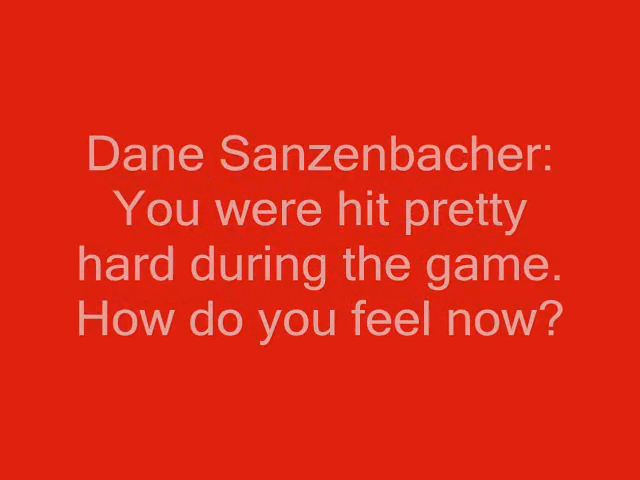 Dane Sanzenbacher:
You were hit pretty
hard during the game.
How do you feel now?